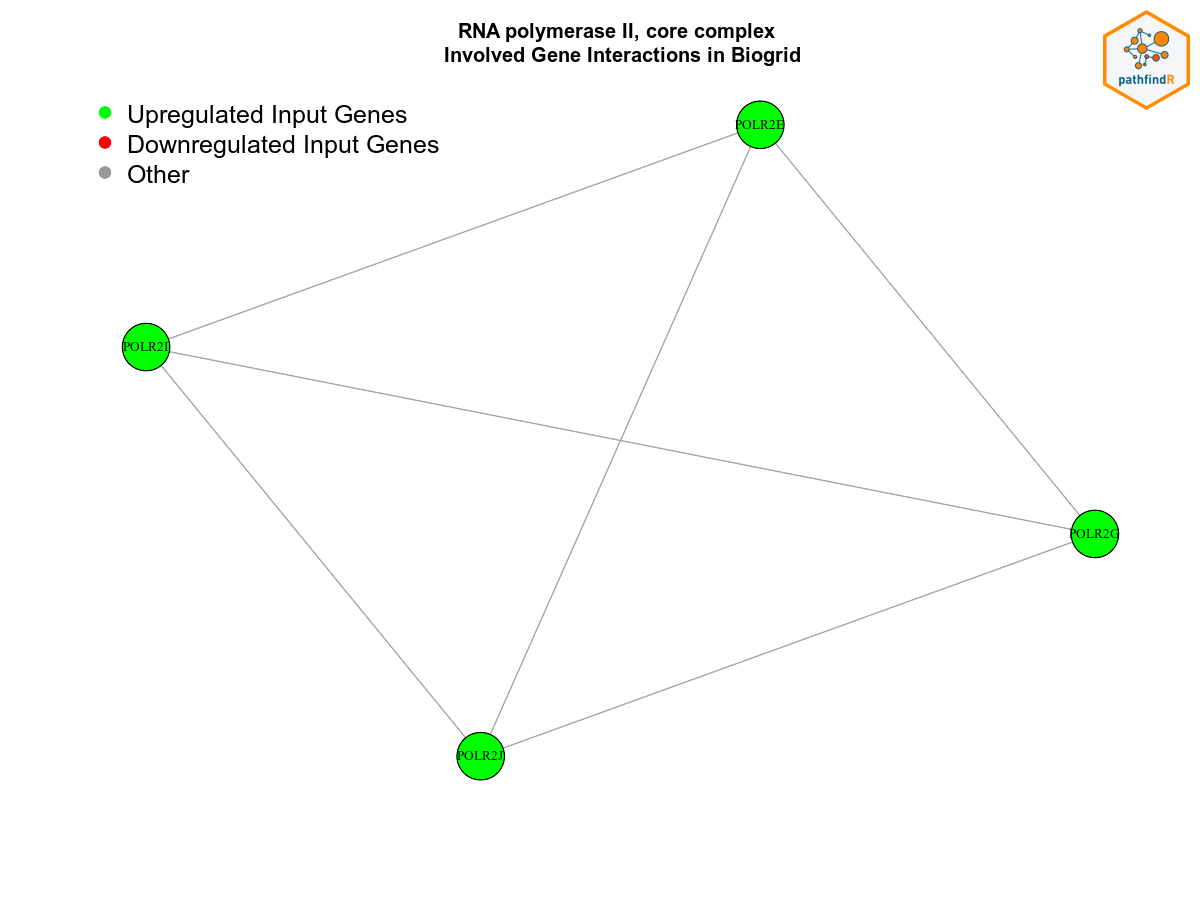 RNA polymerase II, core complex
Involved Gene Interactions in Biogrid
pathfindR
Upregulated Input Genes
Downregulated Input Genes
Other
POLR2E
POLR2I
POLR2G
POLR2J